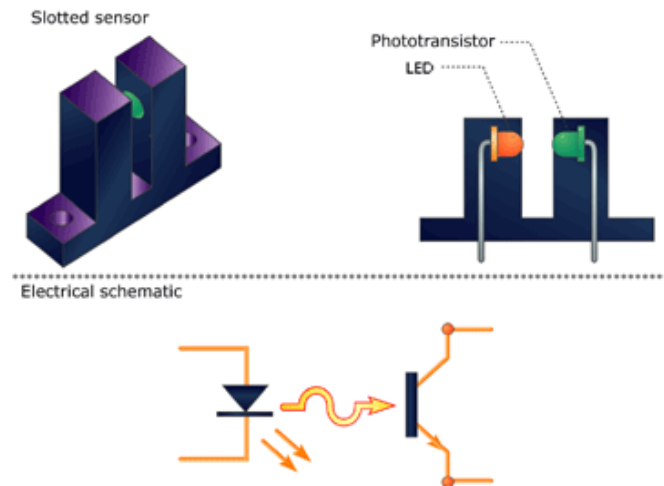 Slotted sensor
Phototransistor
LED
Electrical schematic